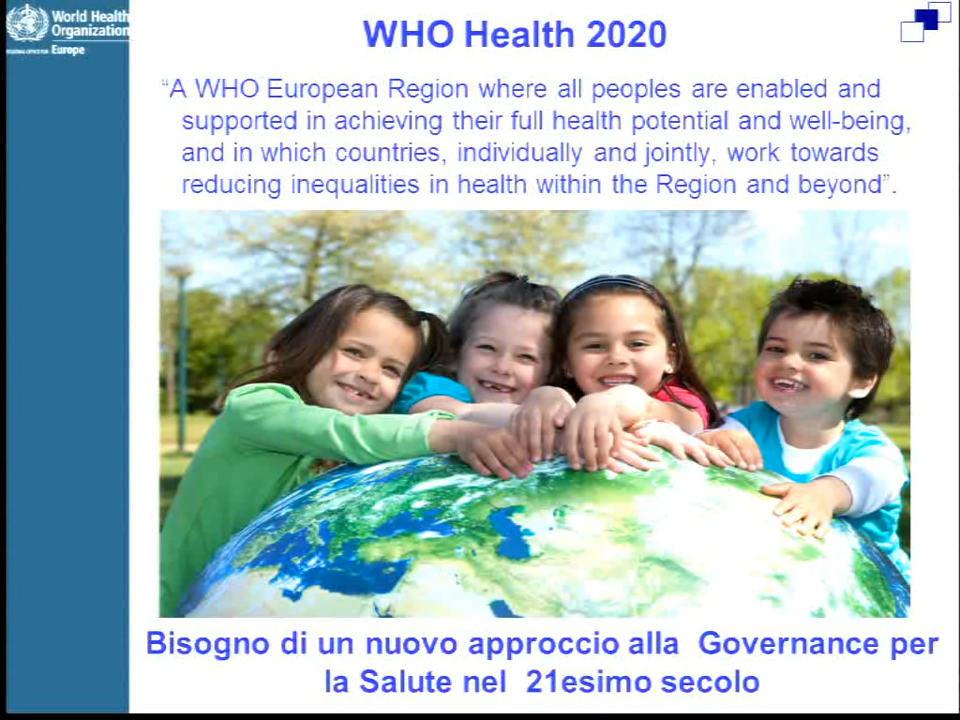 World Health
Organization
REGIONAL OFFICE FOR Europe
WHO Health 2020
“A WHO European Region where all peoples are enabled and
supported in achieving their full health potential and well-being,
and in which countries, individually and jointly, work towards
reducing inequalities in health within the Region and beyond”.
Bisogno di un nuovo approccio alla Governance per
la Salute nel 21esimo secolo